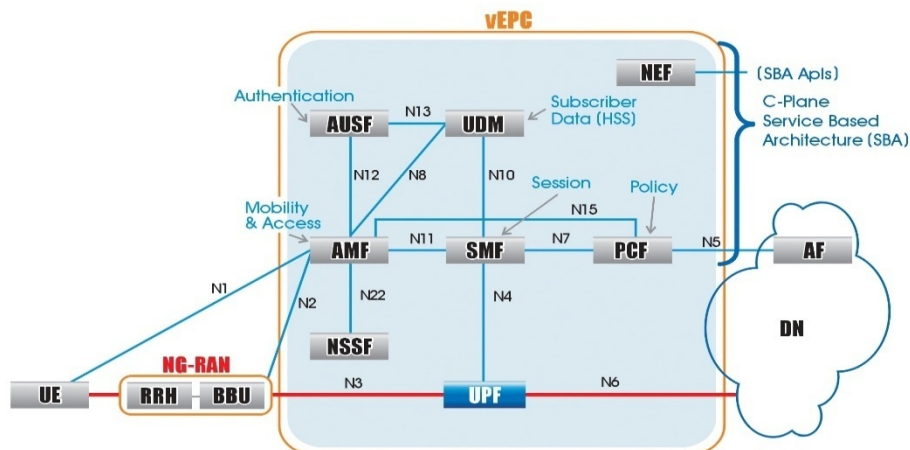 vEPC
NEF
(SBA ApIs)
C-Plane
Service Based
Architecture (SBA)
Authentication
N13
Subscriber
Data (HSS)
AUSF
UDM
N12
N8
N10
Session
Policy
Mobility
& Access
N15
AMF
N11
SMF
N7
PCF
N5
AF
N1
N2
N22
N4
NSSF
DN
NG-RAN
UE
RRH
BBU
N3
UPF
N6